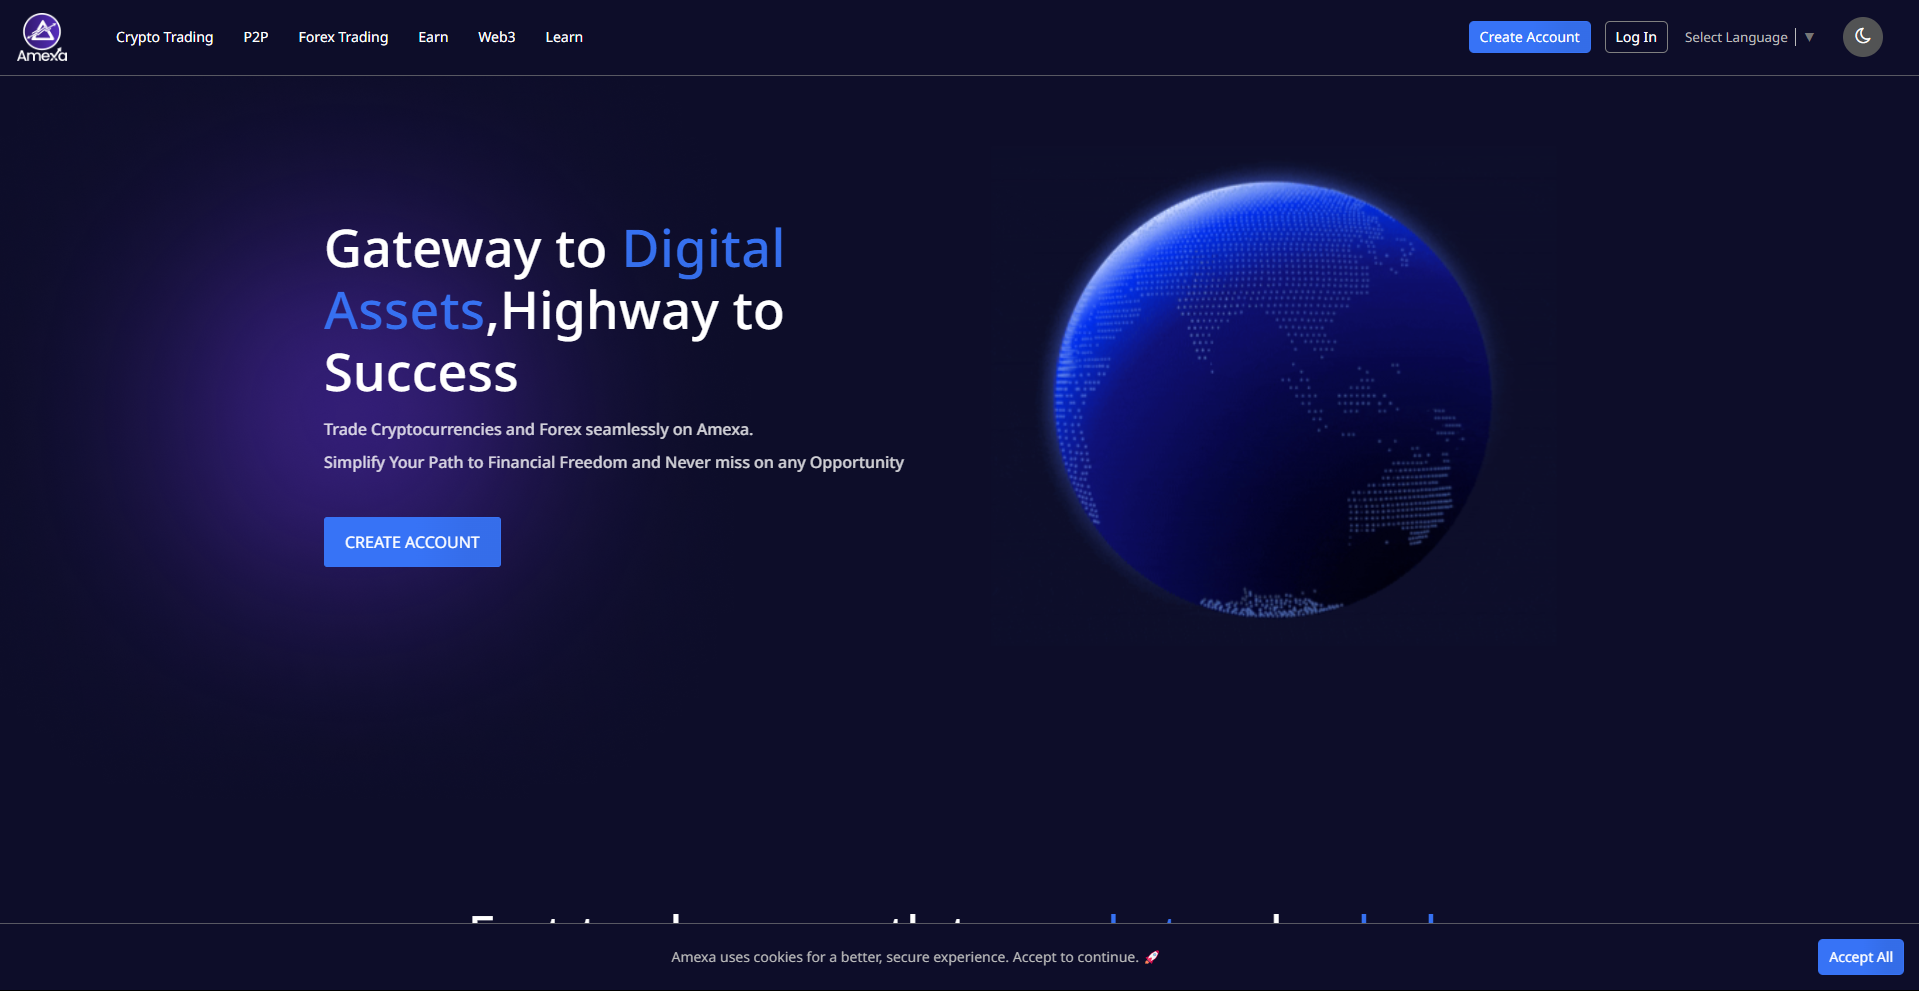 Amexa
Crypto Trading
P2P
Forex Trading
Earn
Web3
Learn
Create Account
Log In
Select Language
Gateway to Digital
Assets,Highway to
Success
Trade Cryptocurrencies and Forex seamlessly on Amexa.
Simplify Your Path to Financial Freedom and Never miss on any Opportunity
CREATE ACCOUNT
Amexa uses cookies for a better, secure experience. Accept to continue. 🚀
Accept All